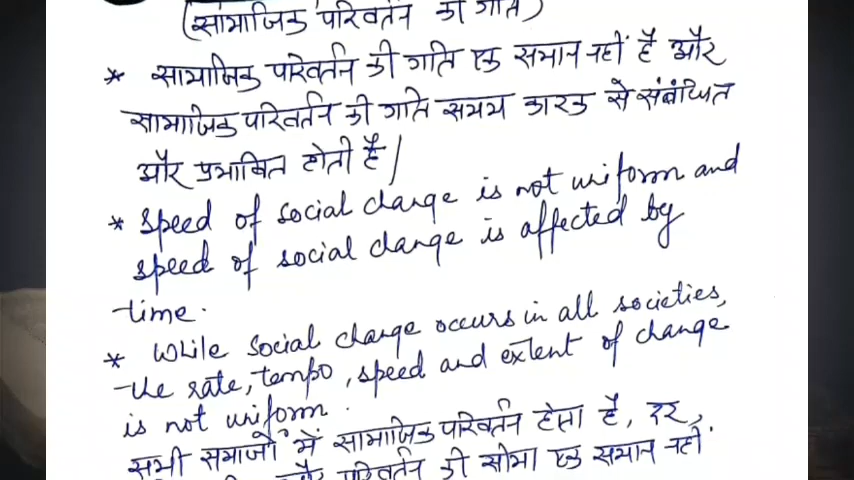 (सामाजिक परिवर्तन की गति)
* सामाजिक परिवर्तन की गति एक समान नहीं है और
सामाजिक परिवर्तन की गति समय कारक से संबंधित
और प्रभावित होती है।
* speed of social change is not uniform and
speed of social change is affected by
time.
* While social change occurs in all societies,
the rate, tempo, speed and extent of change
is not uniform.
सभी समाजों में सामाजिक परिवर्तन होता है, दर,
और परिवर्तन की सीमा एक समान नहीं